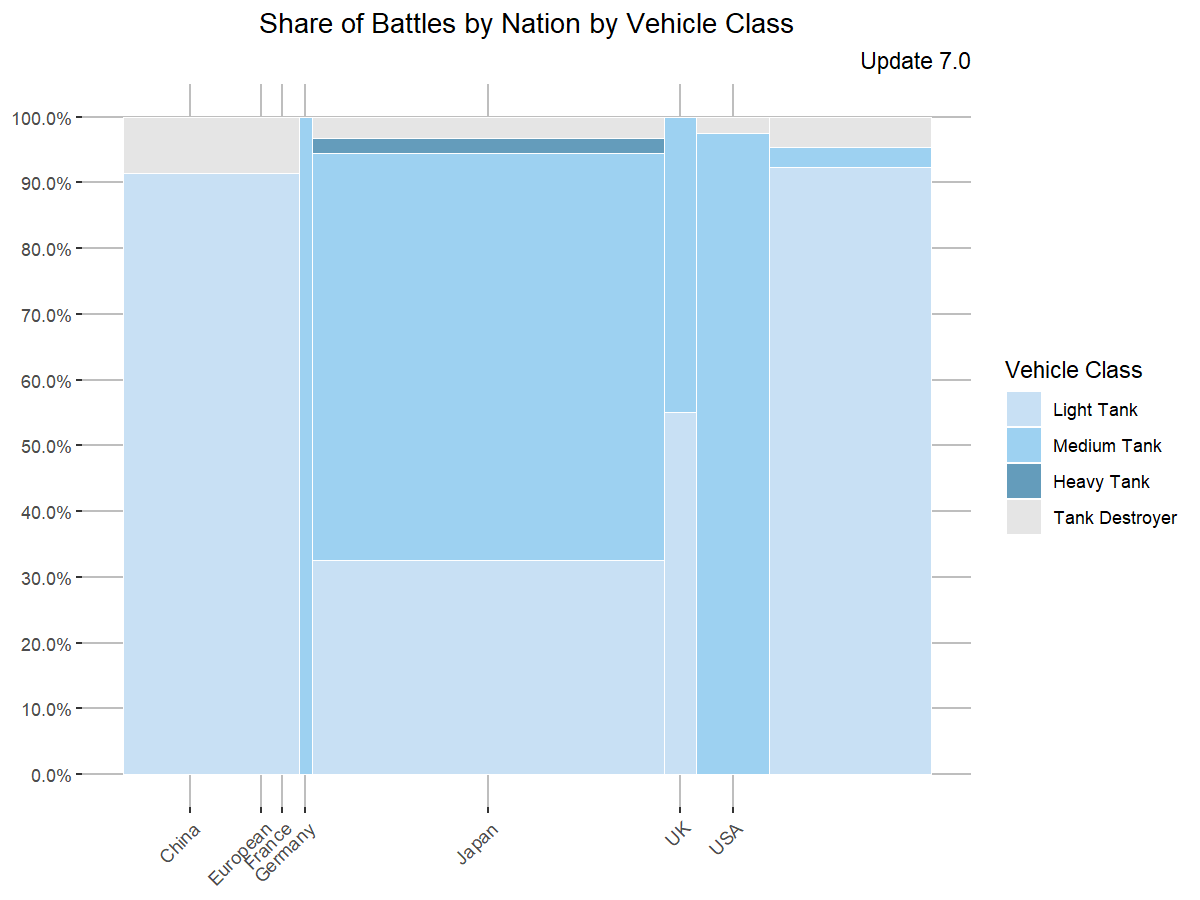 Share of Battles by Nation by Vehicle Class
Update 7.0
100.0%
90.0%
80.0%
70.0%
60.0%
50.0%
40.0%
30.0%
20.0%
10.0%
0.0%
China
European
France
Germany
Japan
UK
USA
Vehicle Class
Light Tank
Medium Tank
Heavy Tank
Tank Destroyer